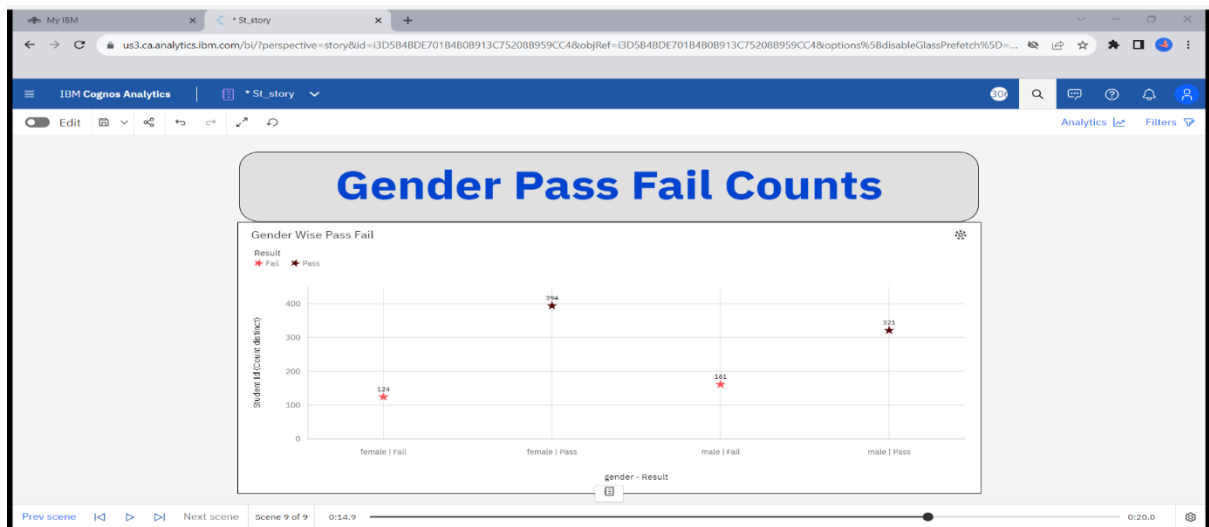 My IBM
* St_story
us3.ca.analytics.ibm.com/bi/?perspective=story&id=i3D5B4BDE701B4B0B913C75208B959CC4&objRef=i3D5B4BDE701B4B0B913C75208B959CC4&options%5BdisableGlassPrefetch%5D=...
IBM Cognos Analytics
* St_story
Edit
Analytics
Filters
Gender Pass Fail Counts
Gender Wise Pass Fail
Result
Fail Pass
Student Id (Count distinct)
400
300
200
100
0
124
394
161
321
female | Fail
female | Pass
male | Fail
male | Pass
gender - Result
Prev scene
Next scene
Scene 9 of 9
0:14.9
0:20.0